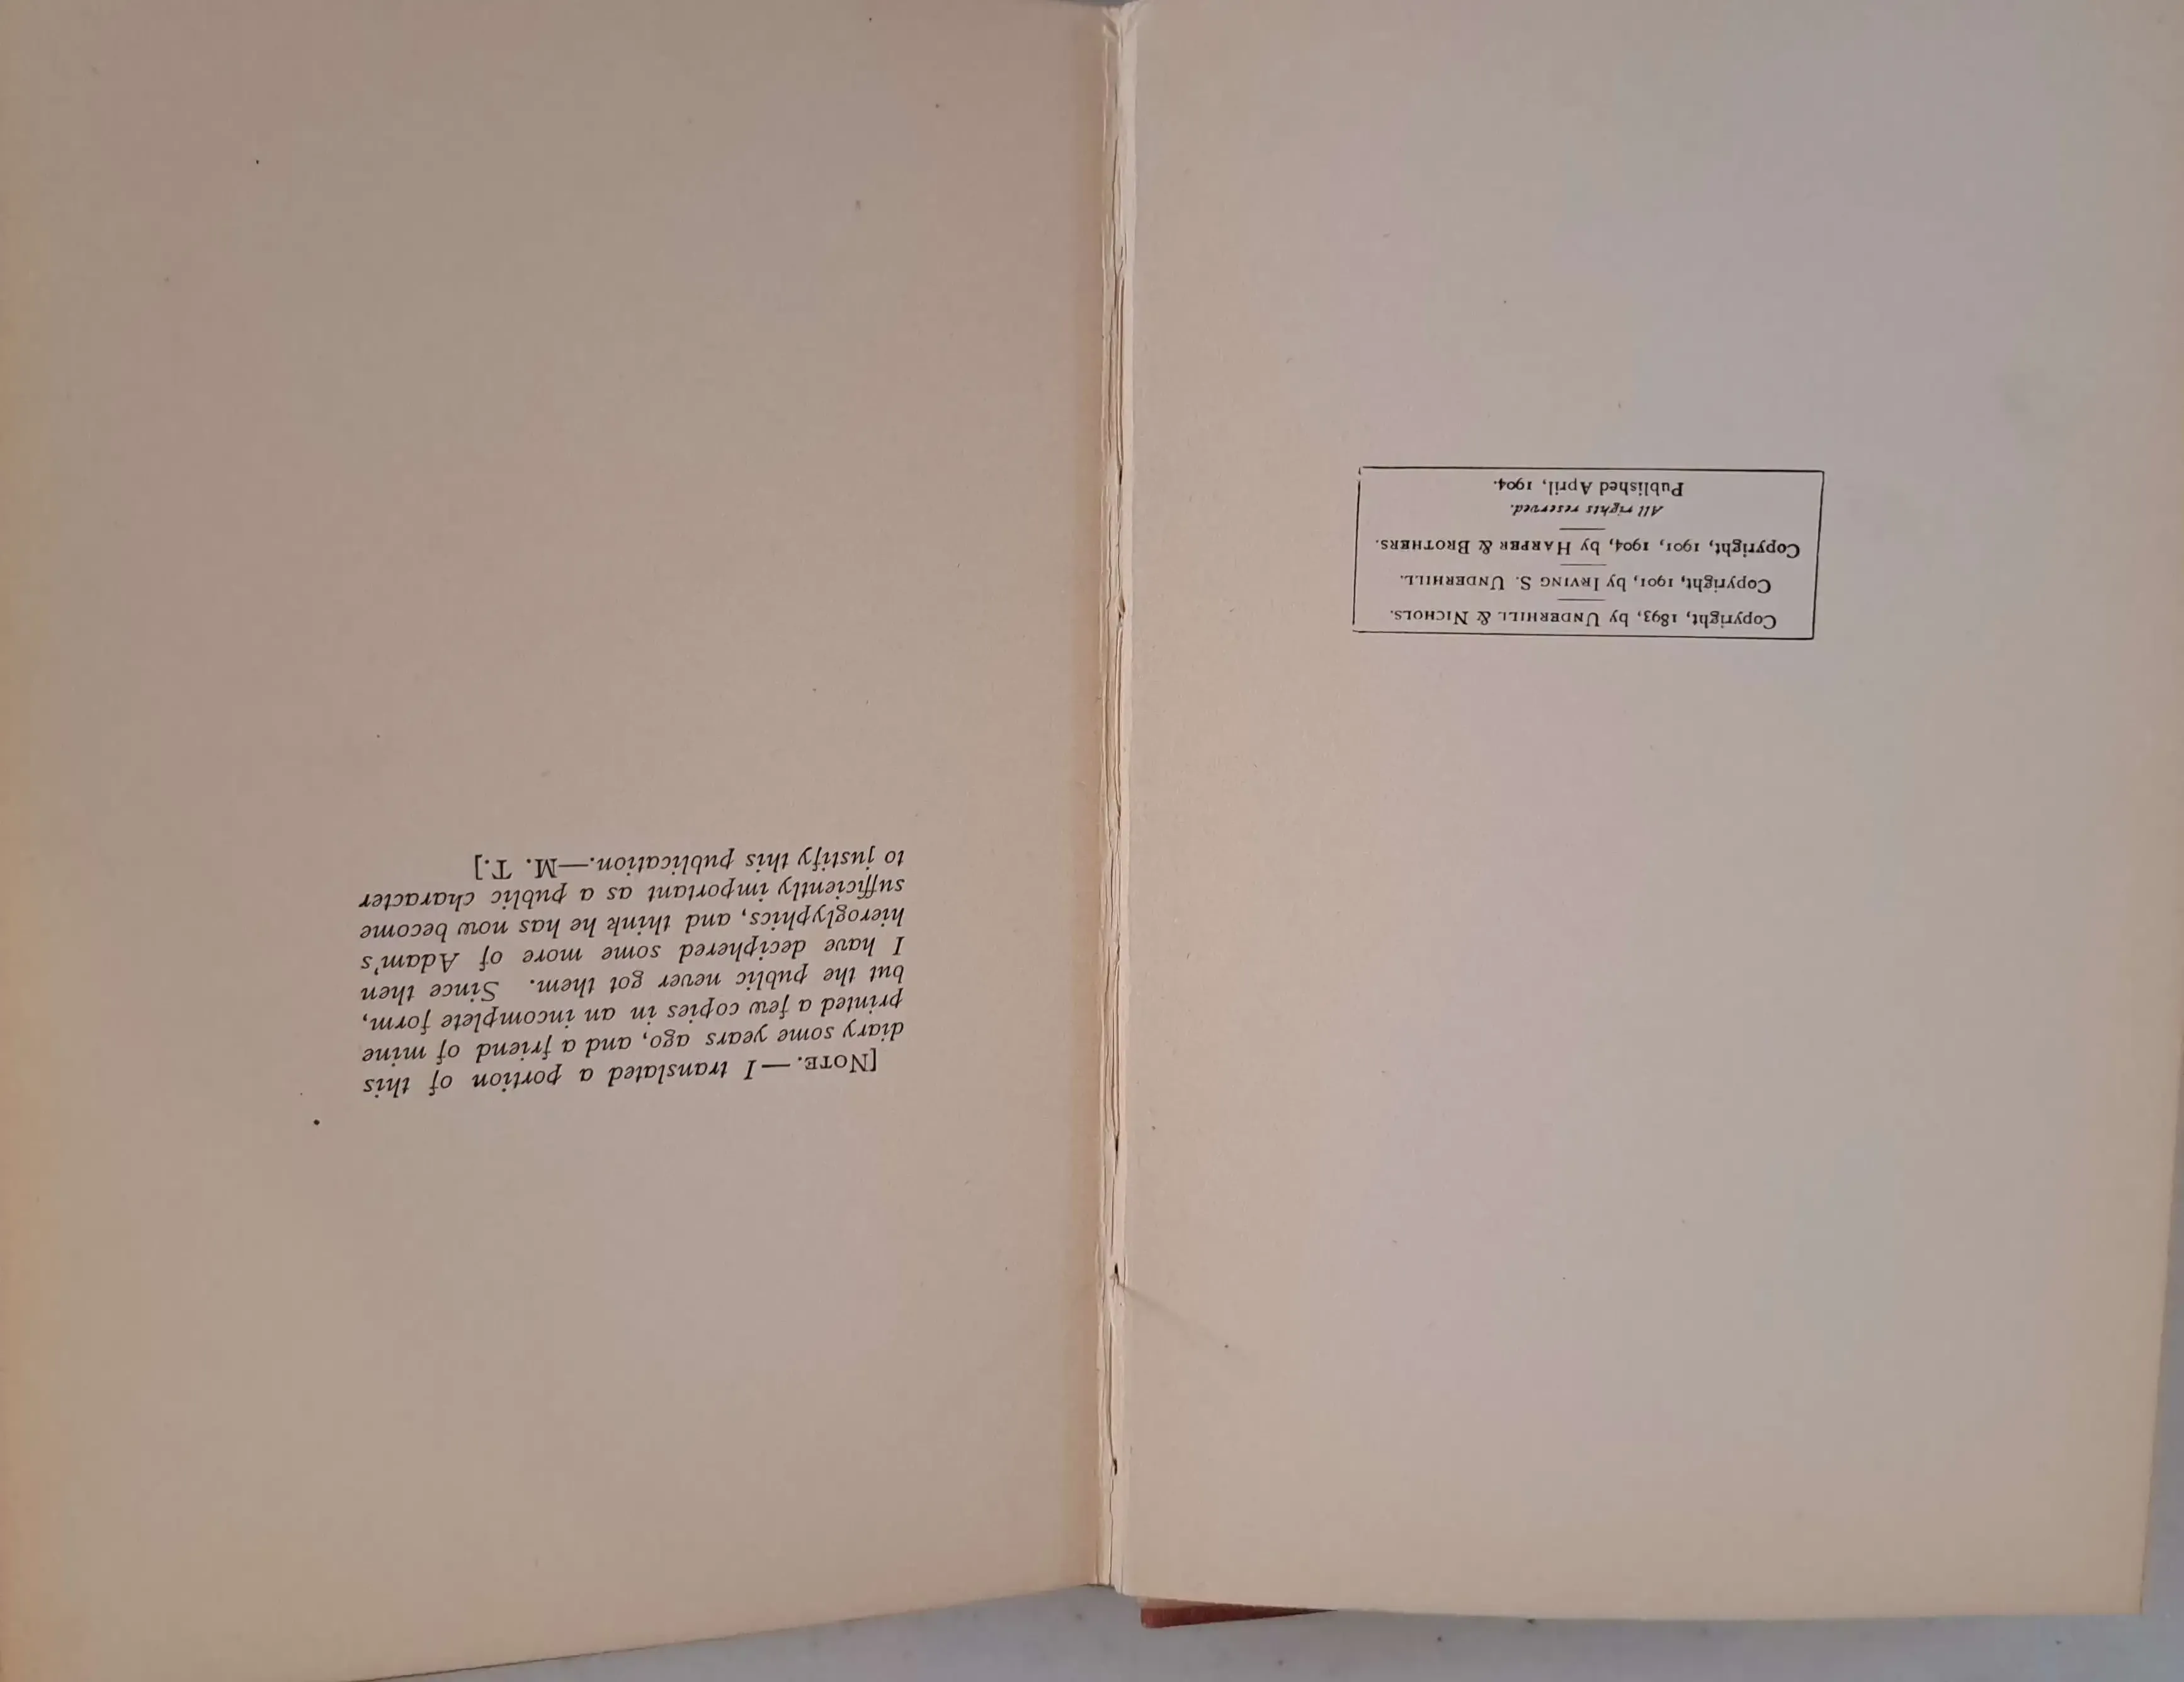 Copyright, 1893, by UNDERHILL & NICHOLS.
Copyright, 1901, by IRVING S. UNDERHILL.
Copyright, 1901, 1904, by HARPER & BROTHERS.
All rights reserved.
Published April, 1904.
[NOTE.—I translated a portion of this
diary some years ago, and a friend of mine
printed a few copies in an incomplete form,
but the public never got them. Since then
I have deciphered some more of Adam's
hieroglyphics, and think he has now become
sufficiently important as a public character
to justify this publication.—M. T.]